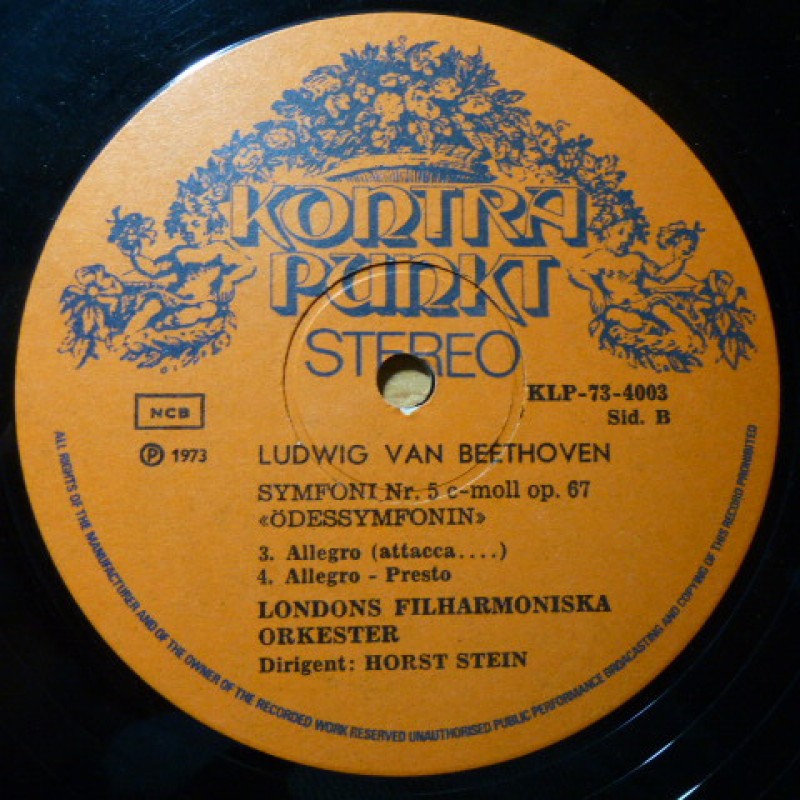 KONTRA
PUNKT
STEREO
KLP-73-4003
Sid. B
NCB
℗ 1973
LUDWIG VAN BEETHOVEN
SYMFONI Nr. 5 c-moll op. 67
«ÖDESSYMFONIN»
3. Allegro (attacca....)
4. Allegro - Presto
LONDONS FILHARMONISKA
ORKESTER
Dirigent: HORST STEIN
ALL RIGHTS OF THE MANUFACTURER AND OF THE OWNER OF THE RECORDED WORK RESERVED UNAUTHORISED PUBLIC PERFORMANCE BROADCASTING AND COPYING OF THIS RECORD PROHIBITED